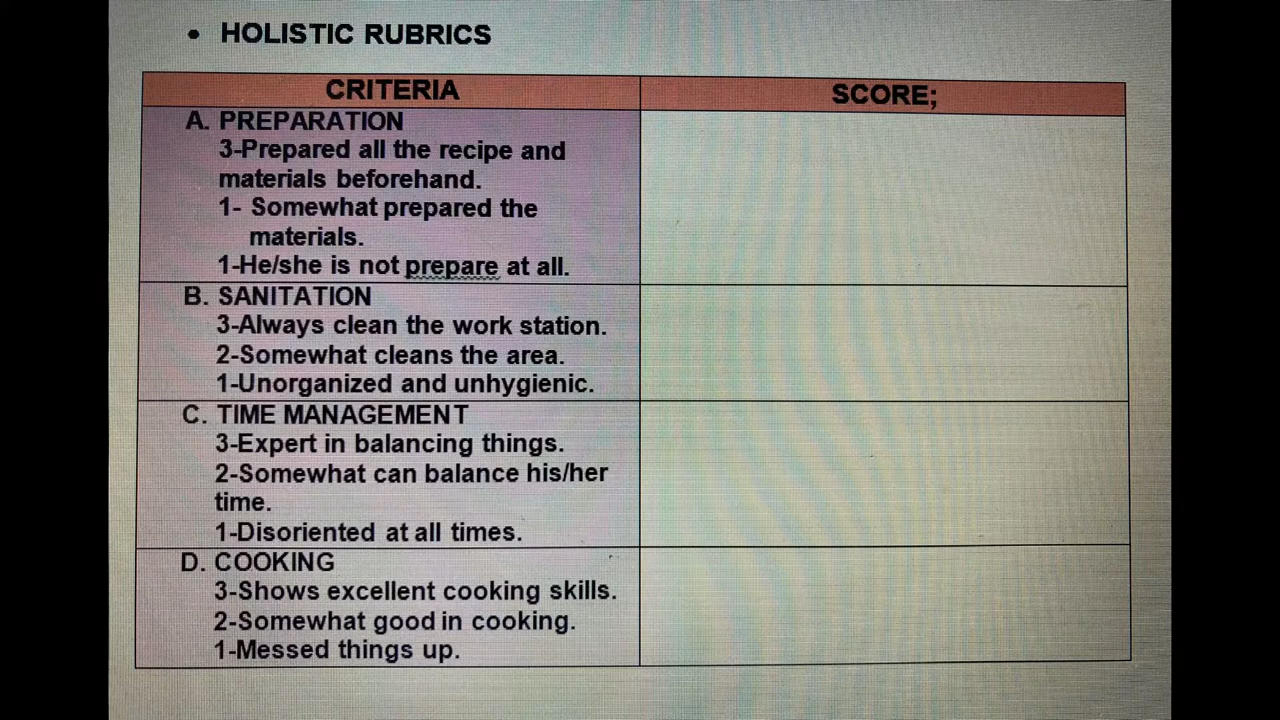 • HOLISTIC RUBRICS
CRITERIA
SCORE;
A. PREPARATION
3-Prepared all the recipe and
materials beforehand.
1- Somewhat prepared the
materials.
1-He/she is not prepare at all.
B. SANITATION
3-Always clean the work station.
2-Somewhat cleans the area.
1-Unorganized and unhygienic.
C. TIME MANAGEMENT
3-Expert in balancing things.
2-Somewhat can balance his/her
time.
1-Disoriented at all times.
D. COOKING
3-Shows excellent cooking skills.
2-Somewhat good in cooking.
1-Messed things up.